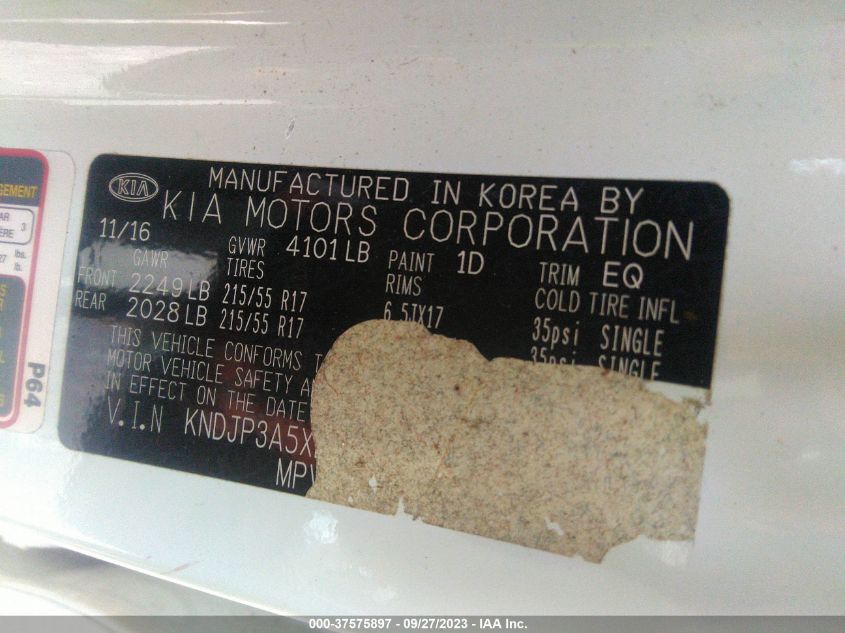 KIA
MANUFACTURED IN KOREA BY
KIA MOTORS CORPORATION
11/16 GVWR 4101 LB PAINT 1D TRIM EQ
GAWR TIRES RIMS COLD TIRE INFL
FRONT 2249 LB 215/55 R17 6.5JX17 35psi SINGLE
REAR 2028 LB 215/55 R17 35psi SINGLE
THIS VEHICLE CONFORMS
MOTOR VEHICLE SAFETY
IN EFFECT ON THE DATE
V.I.N KNDJP3A5X
MPV
P64
000-37575897 - 09/27/2023 - IAA Inc.